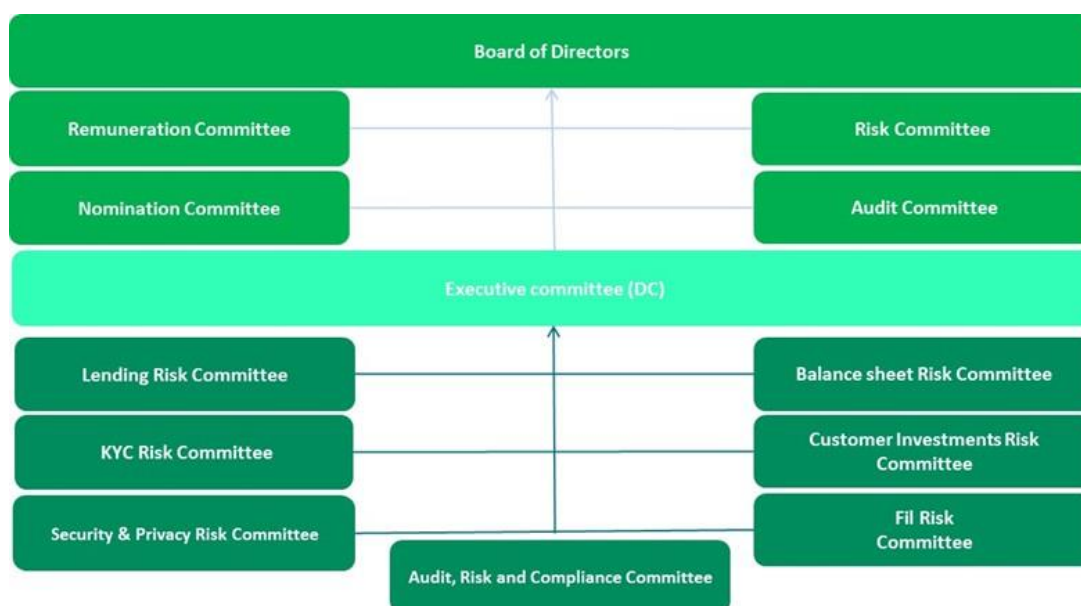 Board of Directors
Remuneration Committee
Risk Committee
Nomination Committee
Audit Committee
Executive committee (DC)
Lending Risk Committee
Balance sheet Risk Committee
KYC Risk Committee
Customer Investments Risk
Committee
Security & Privacy Risk Committee
Fil Risk
Committee
Audit, Risk and Compliance Committee